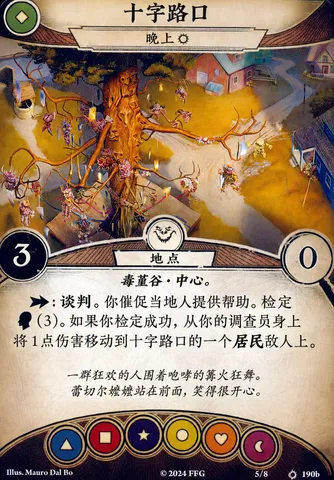 十字路口
晚上
3
地点
0
毒堇谷·中心。
：谈判。你催促当地人提供帮助。检定
（3）。如果你检定成功，从你的调查员身上
将1点伤害移动到十字路口的一个居民敌人上。
一群狂欢的人围着咆哮的篝火狂舞。
蕾切尔嬷嬷站在前面，笑得很开心。
Illus. Mauro Dal Bo
© 2024 FFG
5/8
190b